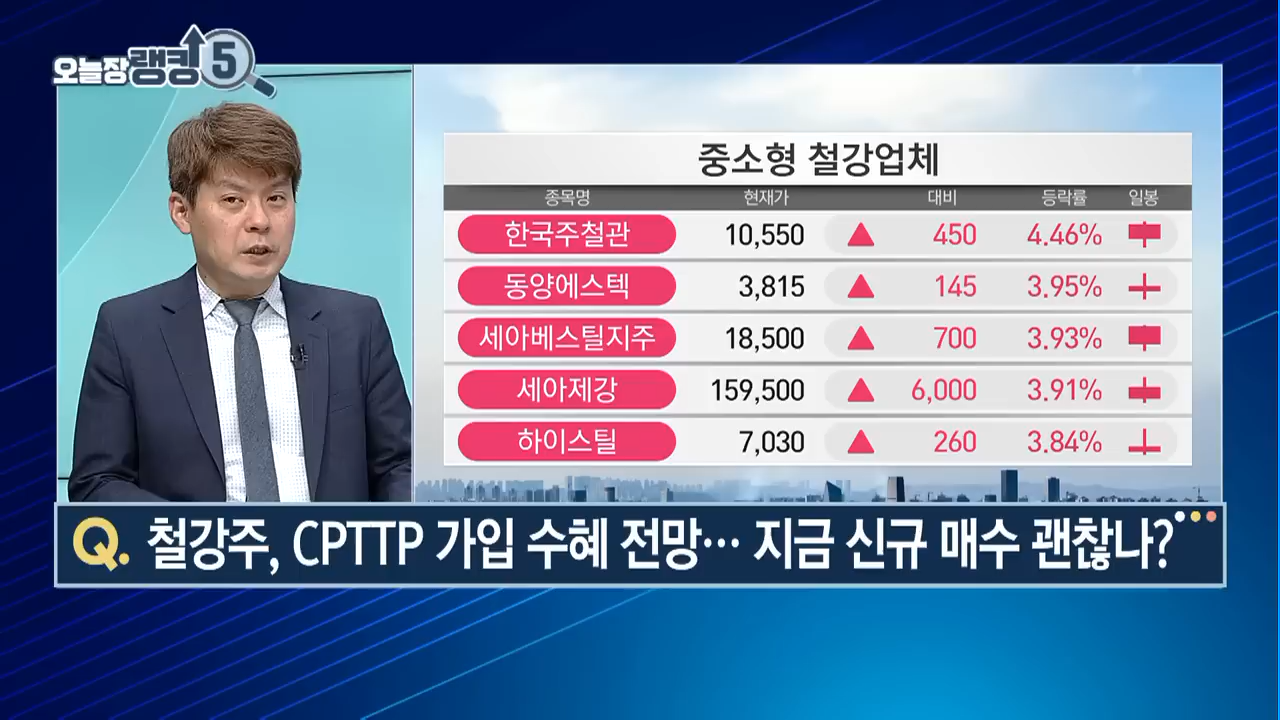 오늘장 랭킹 5
중소형 철강업체
종목명 현재가 대비 등락률 일봉
한국주철관 10,550 ▲ 450 4.46%
동양에스텍 3,815 ▲ 145 3.95%
세아베스틸지주 18,500 ▲ 700 3.93%
세아제강 159,500 ▲ 6,000 3.91%
하이스틸 7,030 ▲ 260 3.84%
Q. 철강주, CPTTP 가입 수혜 전망… 지금 신규 매수 괜찮나?